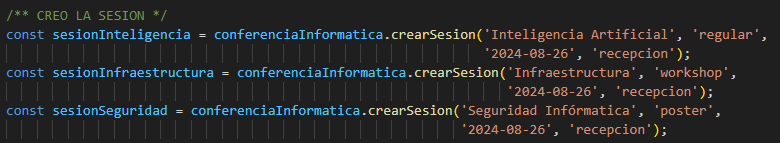 /** CREO LA SESION */
const sesionInteligencia = conferenciaInformatica.crearSesion('Inteligencia Artificial', 'regular',
'2024-08-26', 'recepcion');
const sesionInfraestructura = conferenciaInformatica.crearSesion('Infraestructura', 'workshop',
'2024-08-26', 'recepcion');
const sesionSeguridad = conferenciaInformatica.crearSesion('Seguridad Infórmatica', 'poster',
'2024-08-26', 'recepcion');